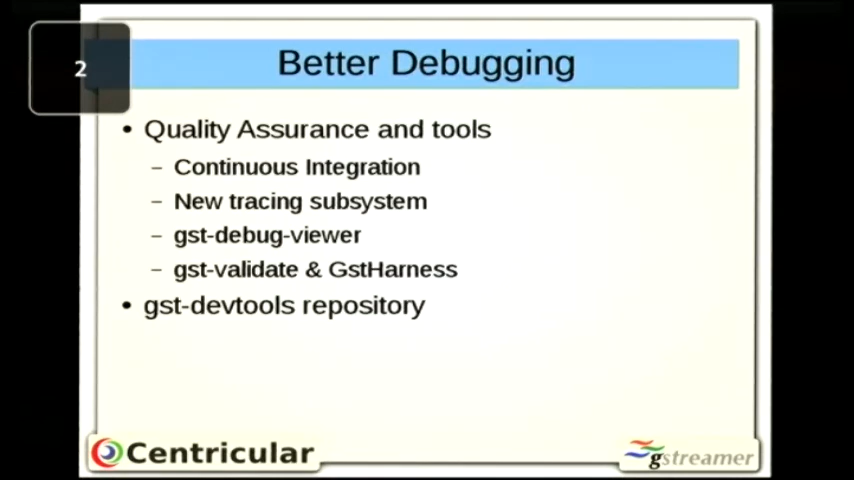 2
Better Debugging
• Quality Assurance and tools
– Continuous Integration
– New tracing subsystem
– gst-debug-viewer
– gst-validate & GstHarness
• gst-devtools repository
Centricular
gstreamer